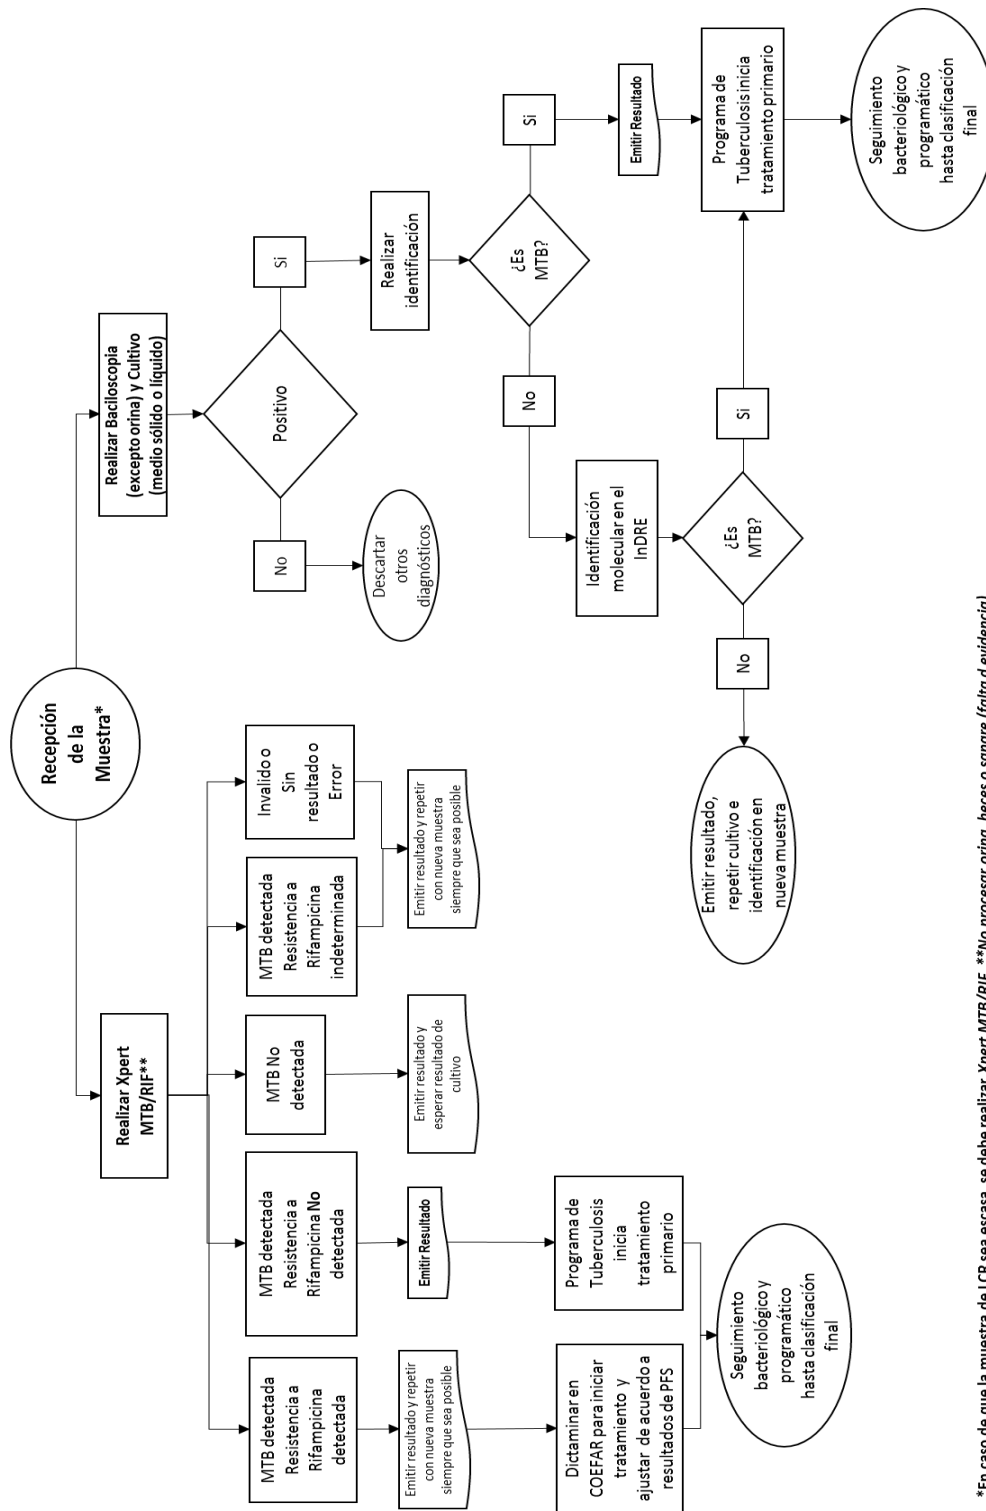 Recepción
de la
Muestra*
Realizar Xpert
MTB/RIF**
MTB detectada
Resistencia a
Rifampicina
detectada
MTB detectada
Resistencia a
Rifampicina No
detectada
MTB No
detectada
MTB detectada
Resistencia a
Rifampicina
indeterminada
Invalido o
Sin
resultado o
Error
Emitir resultado y repetir
con nueva muestra
siempre que sea posible
Emitir Resultado
Emitir resultado y
esperar resultado de
cultivo
Emitir resultado y repetir
con nueva muestra
siempre que sea posible
Dictaminar en
COEFAR para iniciar
tratamiento y
ajustar de acuerdo a
resultados de PFS
Programa de
Tuberculosis
inicia
tratamiento
primario
Seguimiento
bacteriológico y
programático
hasta clasificación
final
Realizar Baciloscopia
(excepto orina) y Cultivo
(medio sólido o líquido)
Positivo
No
Si
Descartar
otros
diagnósticos
Realizar
identificación
¿Es
MTB?
No
Si
Identificación
molecular en el
InDRE
Emitir Resultado
¿Es
MTB?
No
Si
Emitir resultado,
repetir cultivo e
identificación en
nueva muestra
Programa de
Tuberculosis inicia
tratamiento primario
Seguimiento
bacteriológico y
programático
hasta clasificación
final
*En caso de que la muestra de LCR sea escasa, se debe realizar Xpert MTB/RIF. **No procesar orina, heces o sangre (falta d evidencia)